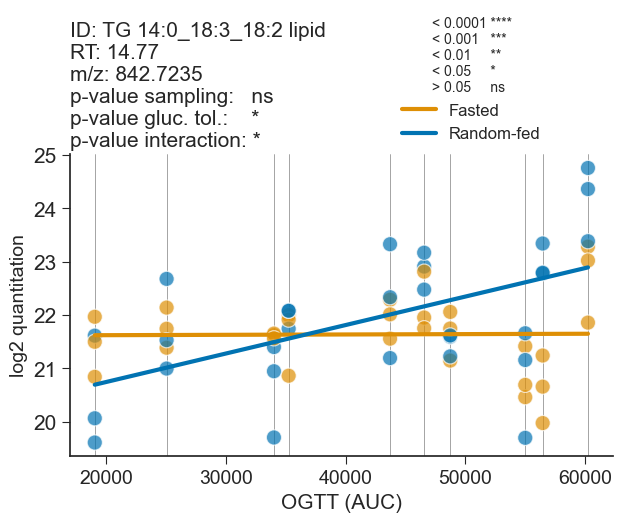 ID: TG 14:0_18:3_18:2 lipid
RT: 14.77
m/z: 842.7235
p-value sampling: ns
p-value gluc. tol.: *
p-value interaction: *
< 0.0001 ****
< 0.001 ***
< 0.01 **
< 0.05 *
> 0.05 ns
Fasted
Random-fed
25
24
23
22
21
20
log2 quantitation
20000 30000 40000 50000 60000
OGTT (AUC)